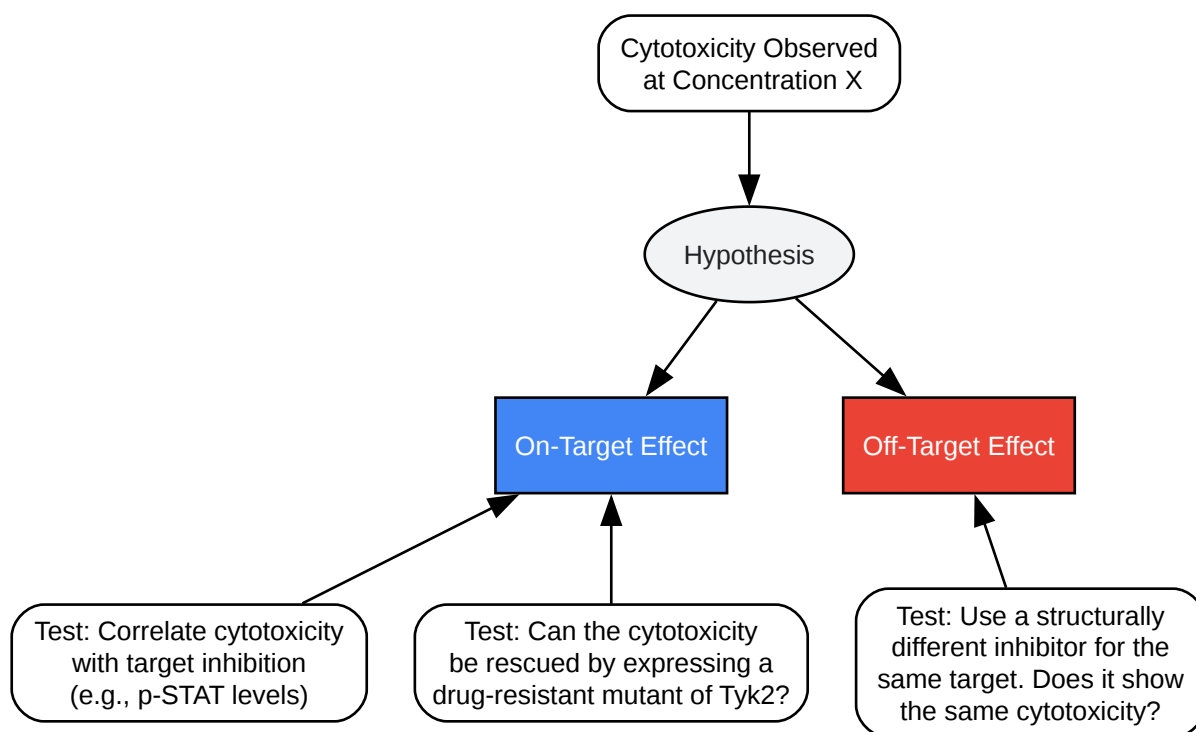 Cytotoxicity Observed
at Concentration X
Hypothesis
On-Target Effect
Off-Target Effect
Test: Correlate cytotoxicity
with target inhibition
(e.g., p-STAT levels)
Test: Can the cytotoxicity
be rescued by expressing a
drug-resistant mutant of Tyk2?
Test: Use a structurally
different inhibitor for the
same target. Does it show
the same cytotoxicity?